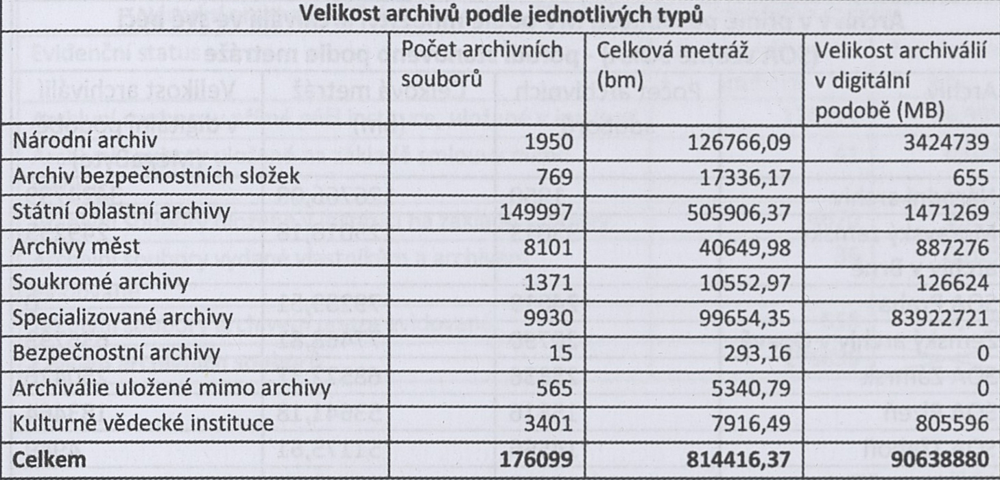 Velikost archivů podle jednotlivých typů
Počet archivních souborů Celková metráž (bm) Velikost archiválií v digitální podobě (MB)
Národní archiv 1950 126766,09 3424739
Archiv bezpečnostních složek 769 17336,17 655
Státní oblastní archivy 149997 505906,37 1471269
Archivy měst 8101 40649,98 887276
Soukromé archivy 1371 10552,97 126624
Specializované archivy 9930 99654,35 83922721
Bezpečnostní archivy 15 293,16 0
Archiválie uložené mimo archivy 565 5340,79 0
Kulturně vědecké instituce 3401 7916,49 805596
Celkem 176099 814416,37 90638880